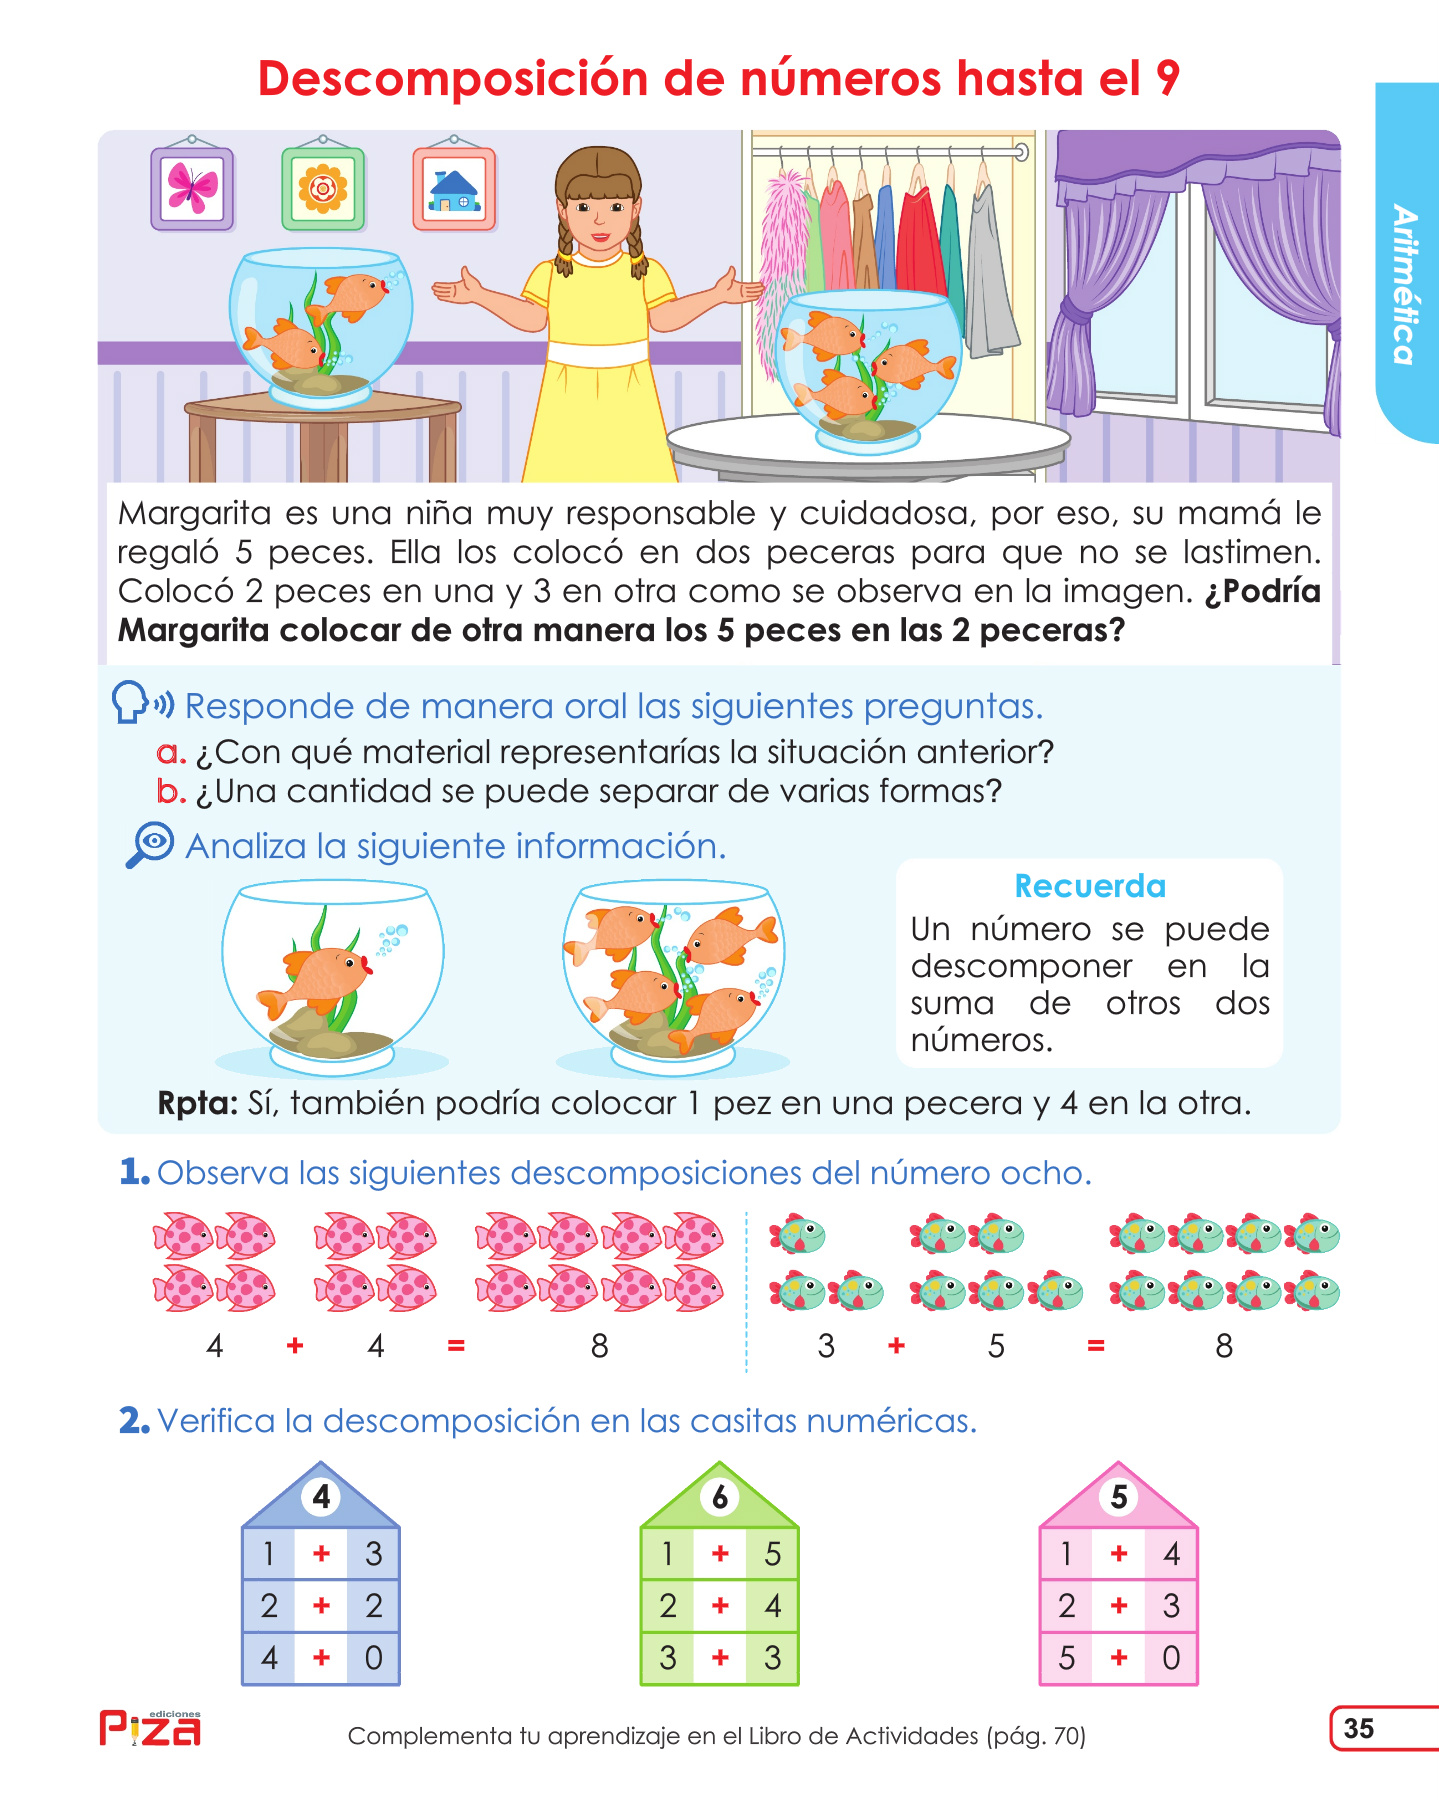 Descomposición de números hasta el 9
Aritmética
Margarita es una niña muy responsable y cuidadosa, por eso, su mamá le
regaló 5 peces. Ella los colocó en dos peceras para que no se lastimen.
Colocó 2 peces en una y 3 en otra como se observa en la imagen. ¿Podría
Margarita colocar de otra manera los 5 peces en las 2 peceras?
Responde de manera oral las siguientes preguntas.
a. ¿Con qué material representarías la situación anterior?
b. ¿Una cantidad se puede separar de varias formas?
Analiza la siguiente información.
Recuerda
Un número se puede
descomponer en la
suma de otros dos
números.
Rpta: Sí, también podría colocar 1 pez en una pecera y 4 en la otra.
1. Observa las siguientes descomposiciones del número ocho.
4 + 4 = 8
3 + 5 = 8
2. Verifica la descomposición en las casitas numéricas.
4
1 + 3
2 + 2
4 + 0
6
1 + 5
2 + 4
3 + 3
5
1 + 4
2 + 3
5 + 0
ediciones
Piza
Complementa tu aprendizaje en el Libro de Actividades (pág. 70)
35